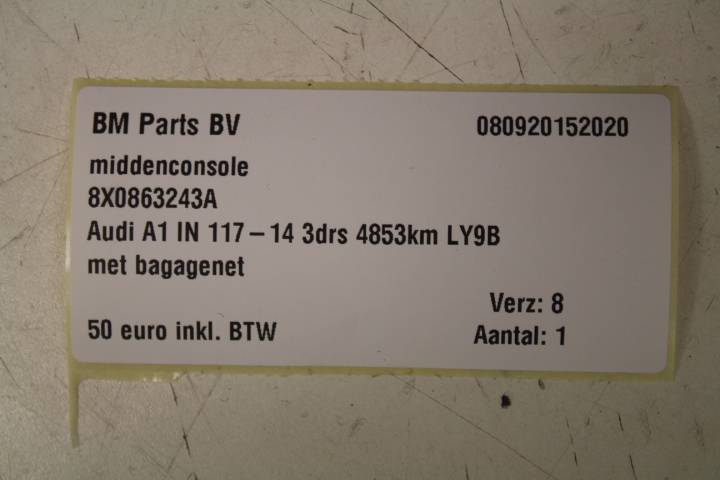 BM Parts BV 080920152020
middenconsole
8X0863243A
Audi A1 IN 117 – 14 3drs 4853km LY9B
met bagagenet
Verz: 8
50 euro inkl. BTW Aantal: 1